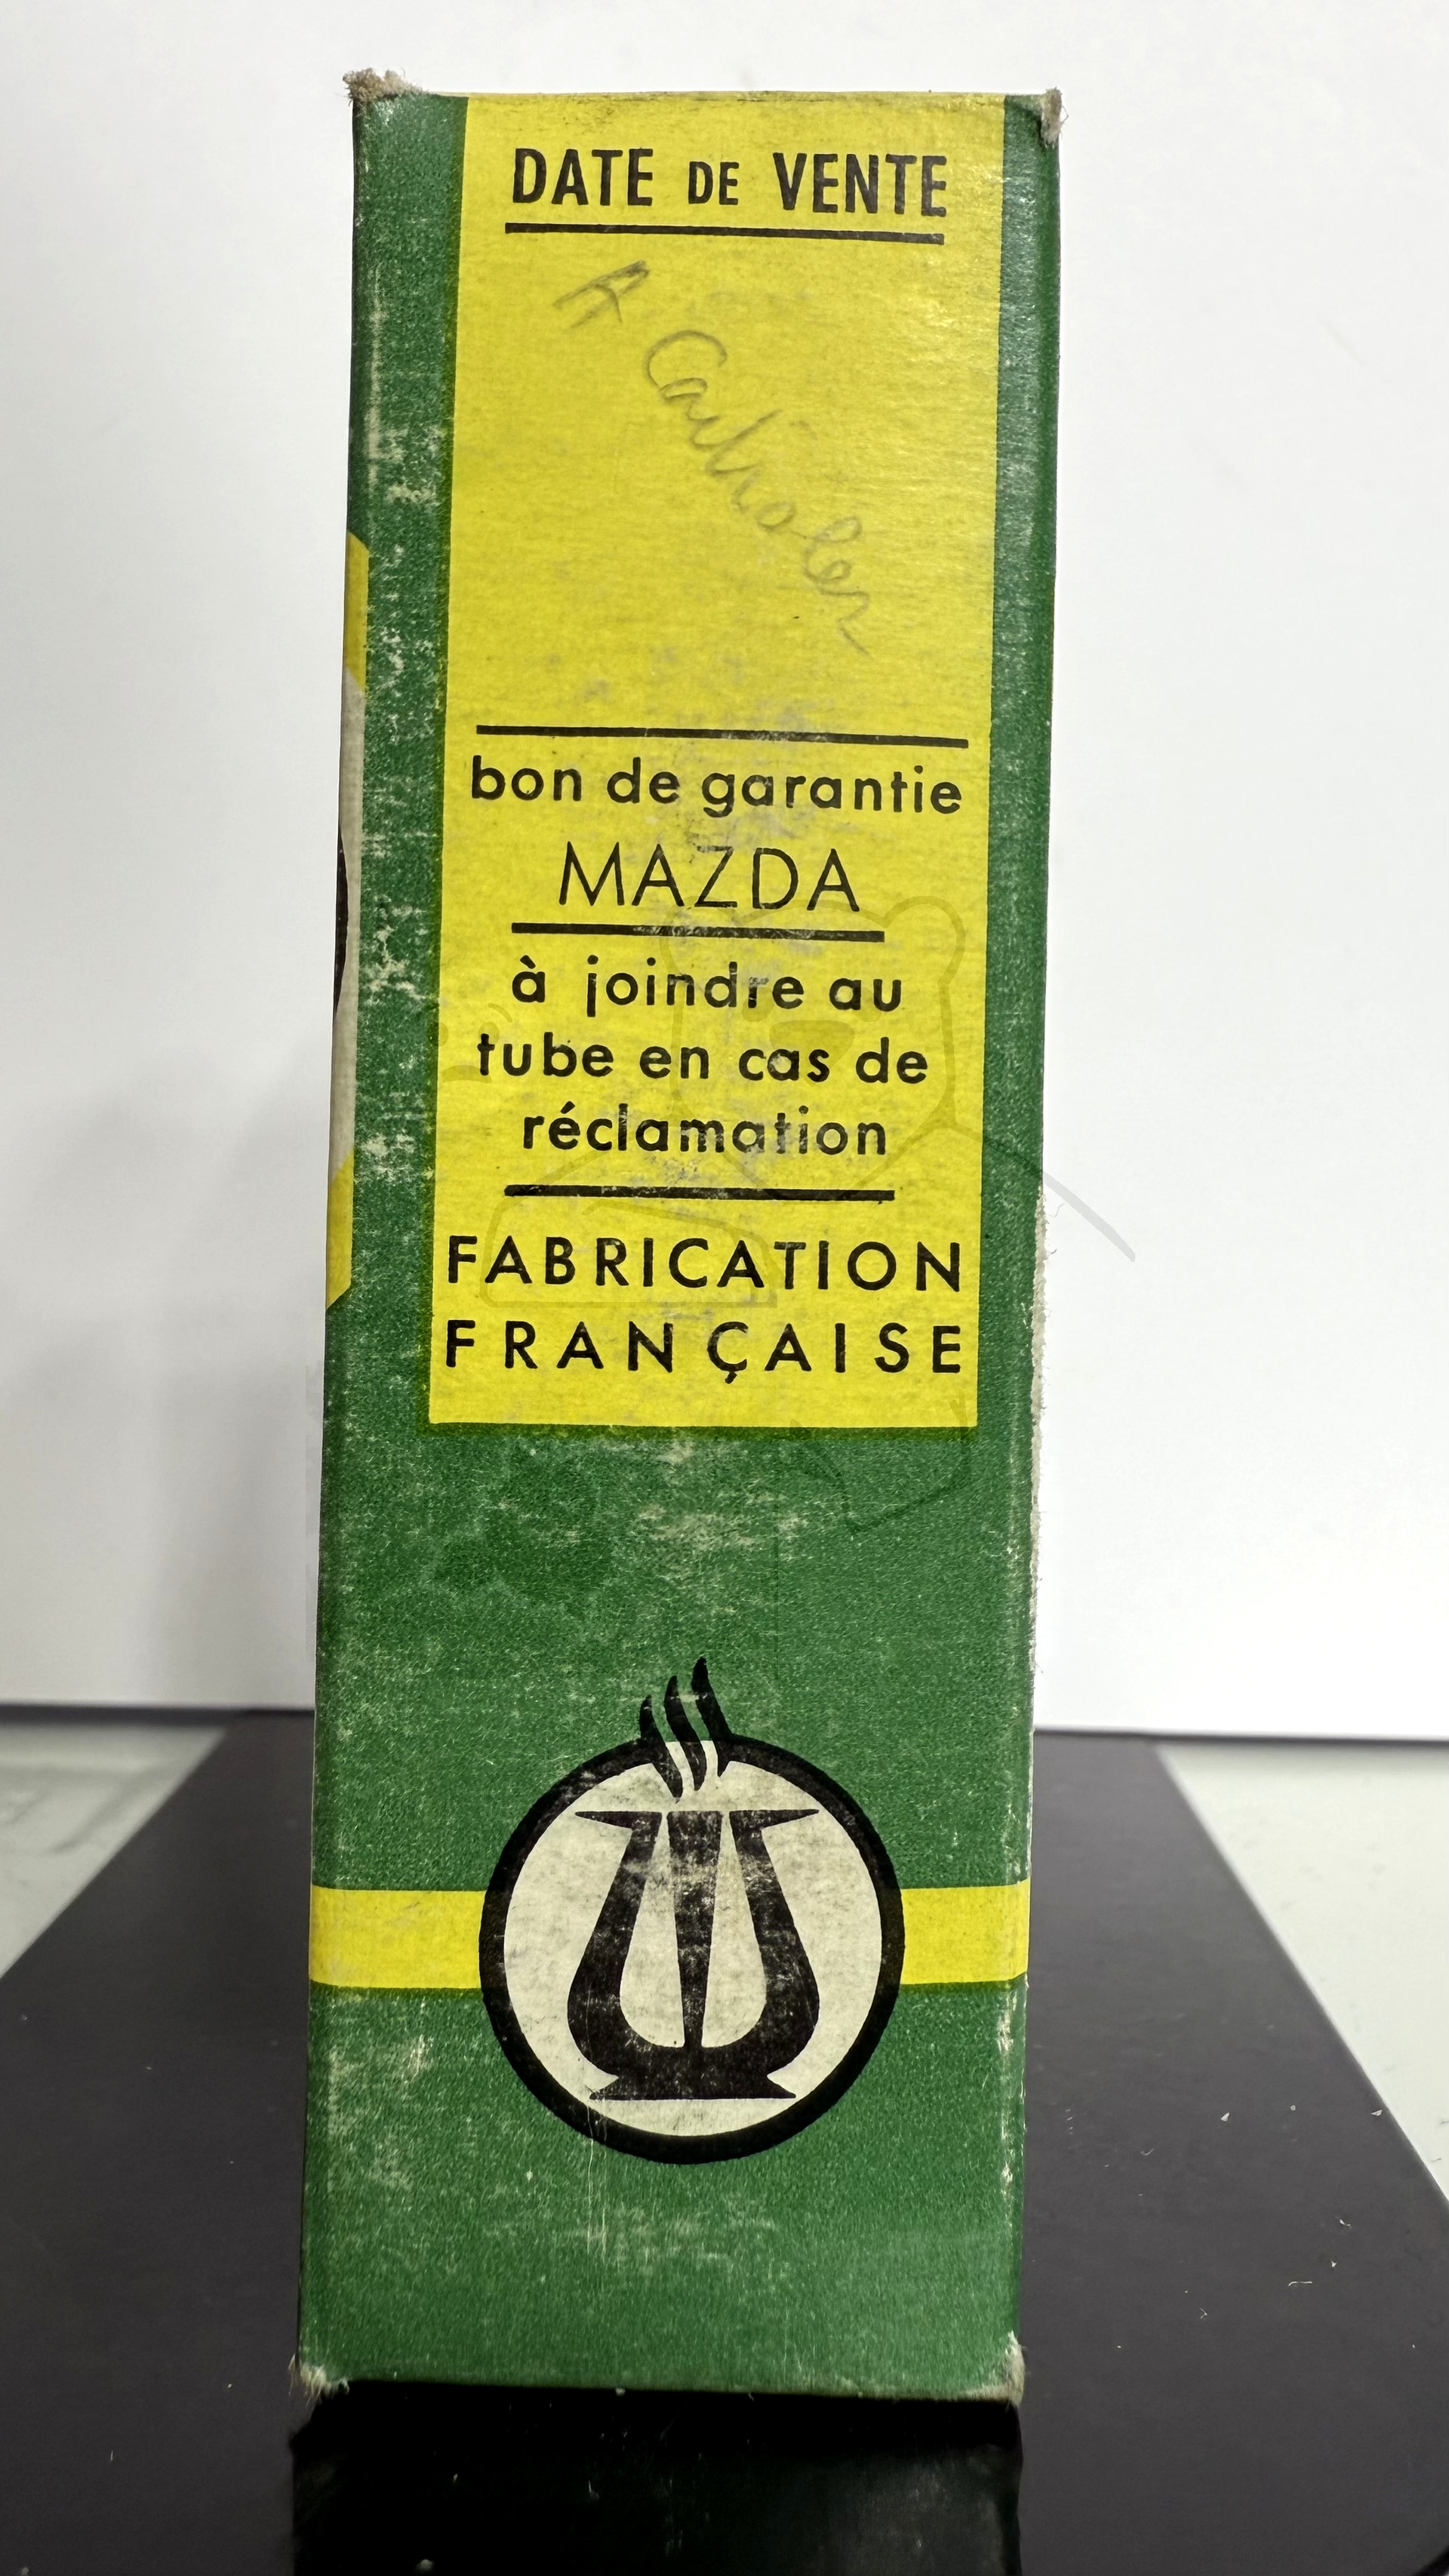 DATE DE VENTE
A
bon de garantie
MAZDA
à joindre au
tube en cas de
réclamation
FABRICATION
FRANÇAISE